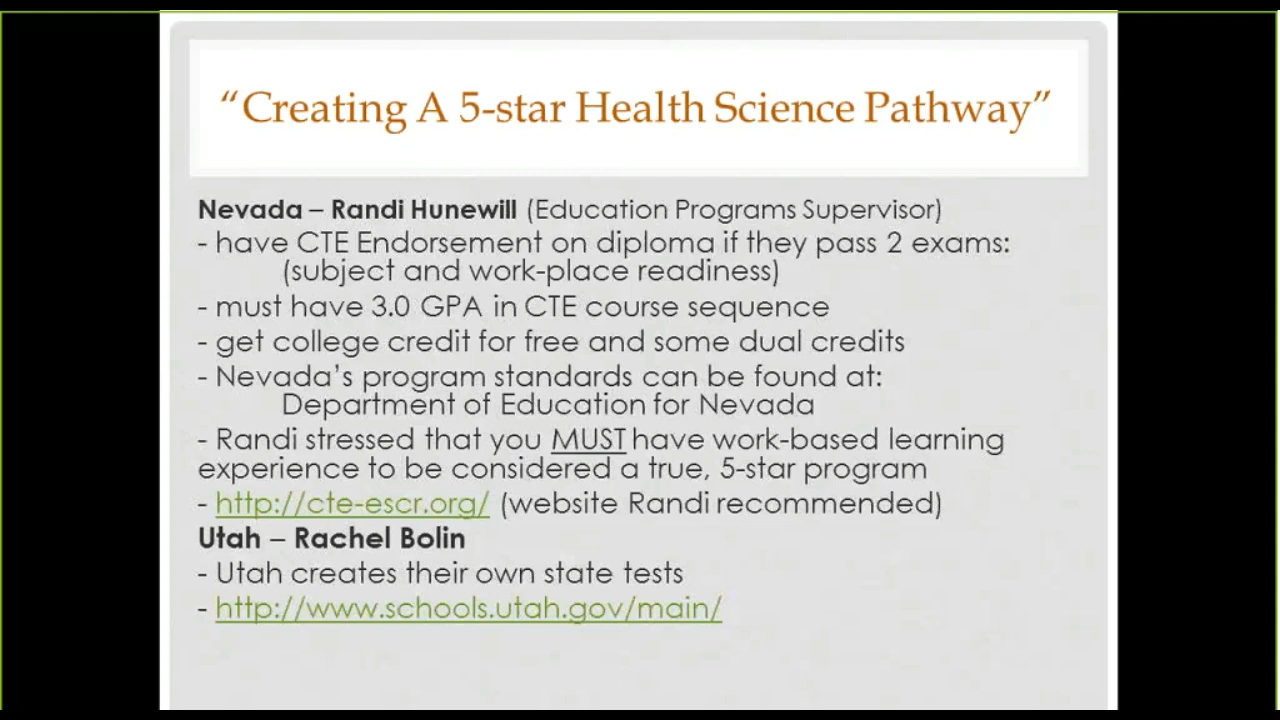 “Creating A 5-star Health Science Pathway”
Nevada – Randi Hunewill (Education Programs Supervisor)
- have CTE Endorsement on diploma if they pass 2 exams:
(subject and work-place readiness)
- must have 3.0 GPA in CTE course sequence
- get college credit for free and some dual credits
- Nevada’s program standards can be found at:
Department of Education for Nevada
- Randi stressed that you MUST have work-based learning
experience to be considered a true, 5-star program
- http://cte-escr.org/ (website Randi recommended)
Utah – Rachel Bolin
- Utah creates their own state tests
- http://www.schools.utah.gov/main/